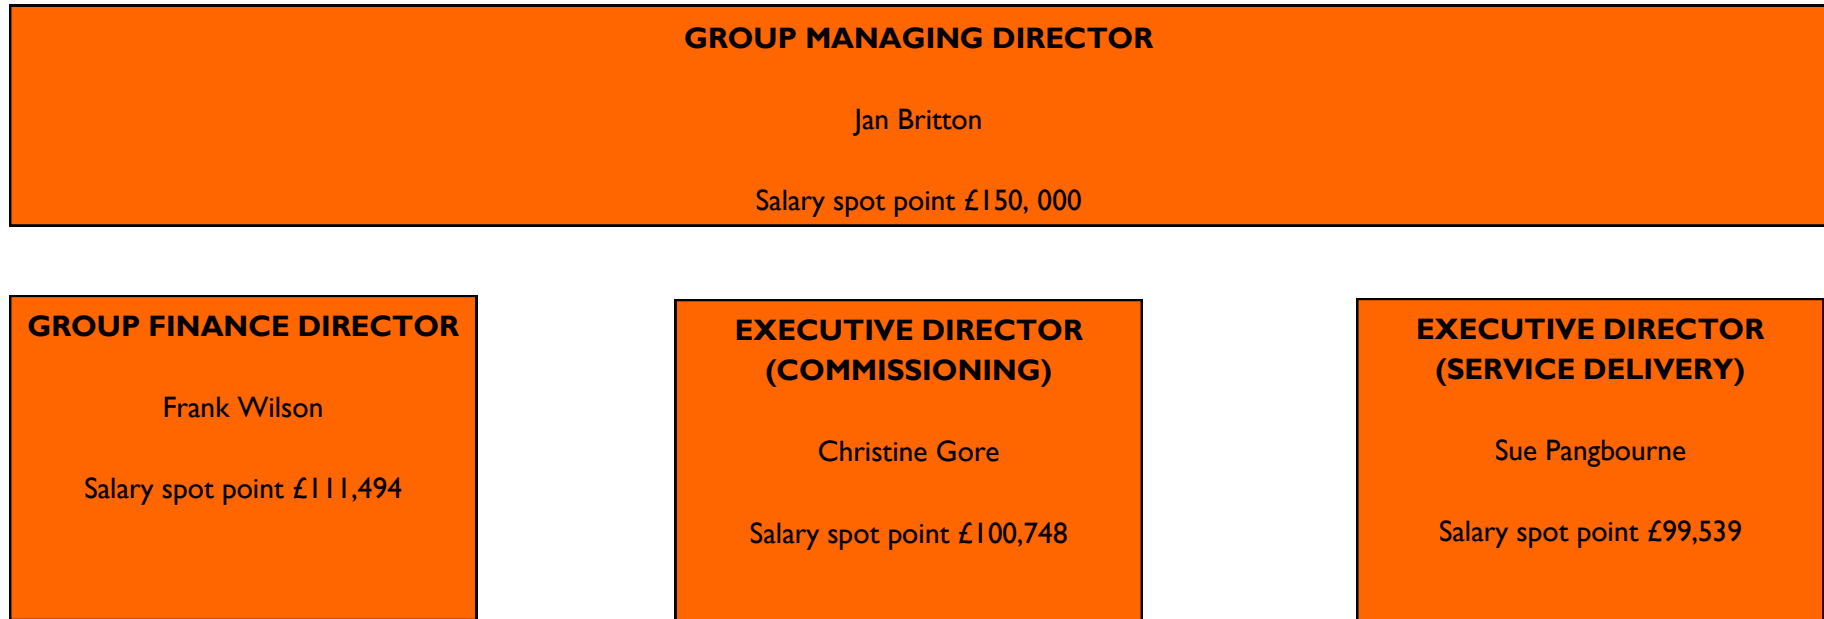 GROUP MANAGING DIRECTOR
Jan Britton
Salary spot point £150, 000
GROUP FINANCE DIRECTOR
Frank Wilson
Salary spot point £111,494
EXECUTIVE DIRECTOR
(COMMISSIONING)
Christine Gore
Salary spot point £100,748
EXECUTIVE DIRECTOR
(SERVICE DELIVERY)
Sue Pangbourne
Salary spot point £99,539